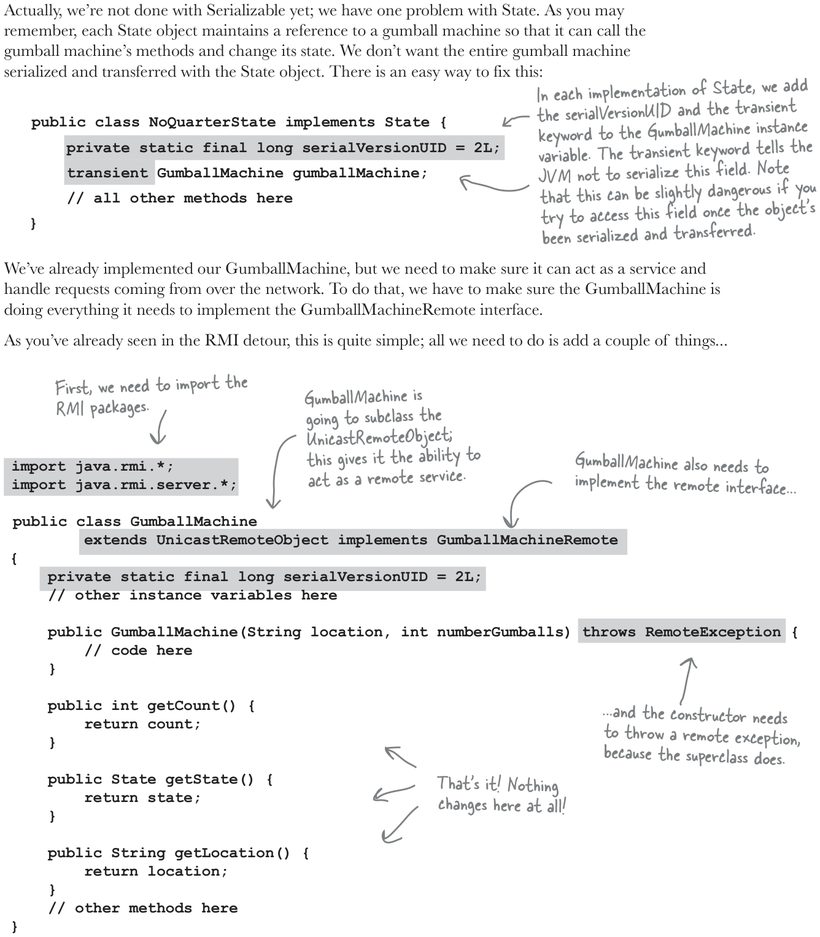 Actually, we're not done with Serializable yet; we have one problem with State. As you may
remember, each State object maintains a reference to a gumball machine so that it can call the
gumball machine's methods and change its state. We don't want the entire gumball machine
serialized and transferred with the State object. There is an easy way to fix this:
public class NoQuarterState implements State {
private static final long serialVersionUID = 2L;
transient GumballMachine gumballMachine;
// all other methods here
}
In each implementation of State, we add
the serialVersionUID and the transient
keyword to the GumballMachine instance
variable. The transient keyword tells the
JVM not to serialize this field. Note
that this can be slightly dangerous if you
try to access this field once the object's
been serialized and transferred.
We've already implemented our GumballMachine, but we need to make sure it can act as a service and
handle requests coming from over the network. To do that, we have to make sure the GumballMachine is
doing everything it needs to implement the GumballMachineRemote interface.
As you've already seen in the RMI detour, this is quite simple; all we need to do is add a couple of things...
First, we need to import the
RMI packages.
GumballMachine is
going to subclass the
UnicastRemoteObject;
this gives it the ability to
act as a remote service.
GumballMachine also needs to
implement the remote interface...
import java.rmi.*;
import java.rmi.server.*;
public class GumballMachine
extends UnicastRemoteObject implements GumballMachineRemote
{
private static final long serialVersionUID = 2L;
// other instance variables here
public GumballMachine(String location, int numberGumballs) throws RemoteException {
// code here
}
public int getCount() {
return count;
}
...and the constructor needs
to throw a remote exception,
because the superclass does.
public State getState() {
return state;
}
That's it! Nothing
changes here at all!
public String getLocation() {
return location;
}
// other methods here
}